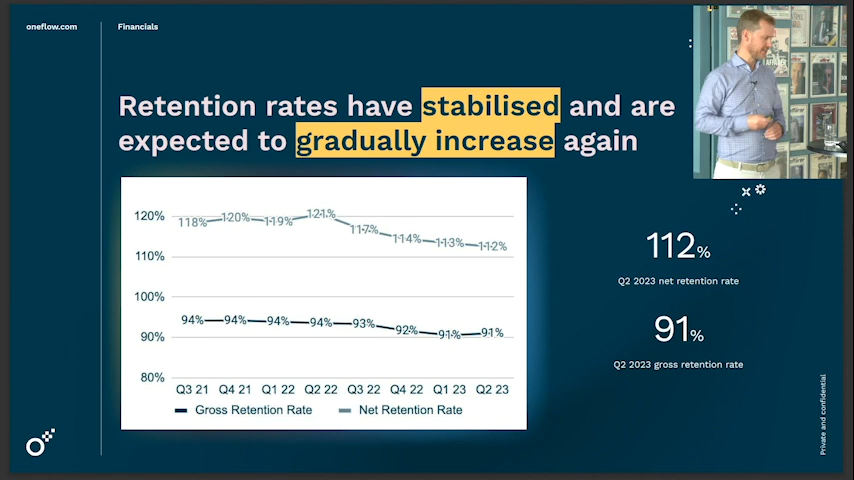 oneflow.com
Financials
Retention rates have stabilised and are
expected to gradually increase again
120%
110%
100%
90%
80%
118% 120% 119% 121% 117% 114% 113% 112%
94% 94% 94% 94% 93% 92% 91% 91%
Q3 21 Q4 21 Q1 22 Q2 22 Q3 22 Q4 22 Q1 23 Q2 23
Gross Retention Rate Net Retention Rate
112%
Q2 2023 net retention rate
91%
Q2 2023 gross retention rate
Private and confidential